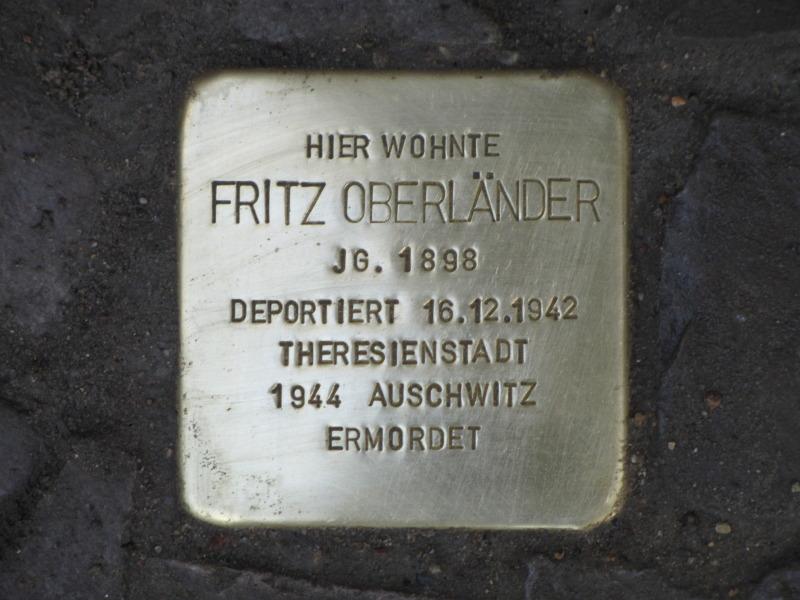 HIER WOHNTE
FRITZ OBERLÄNDER
JG. 1898
DEPORTIERT 16.12.1942
THERESIENSTADT
1944 AUSCHWITZ
ERMORDET